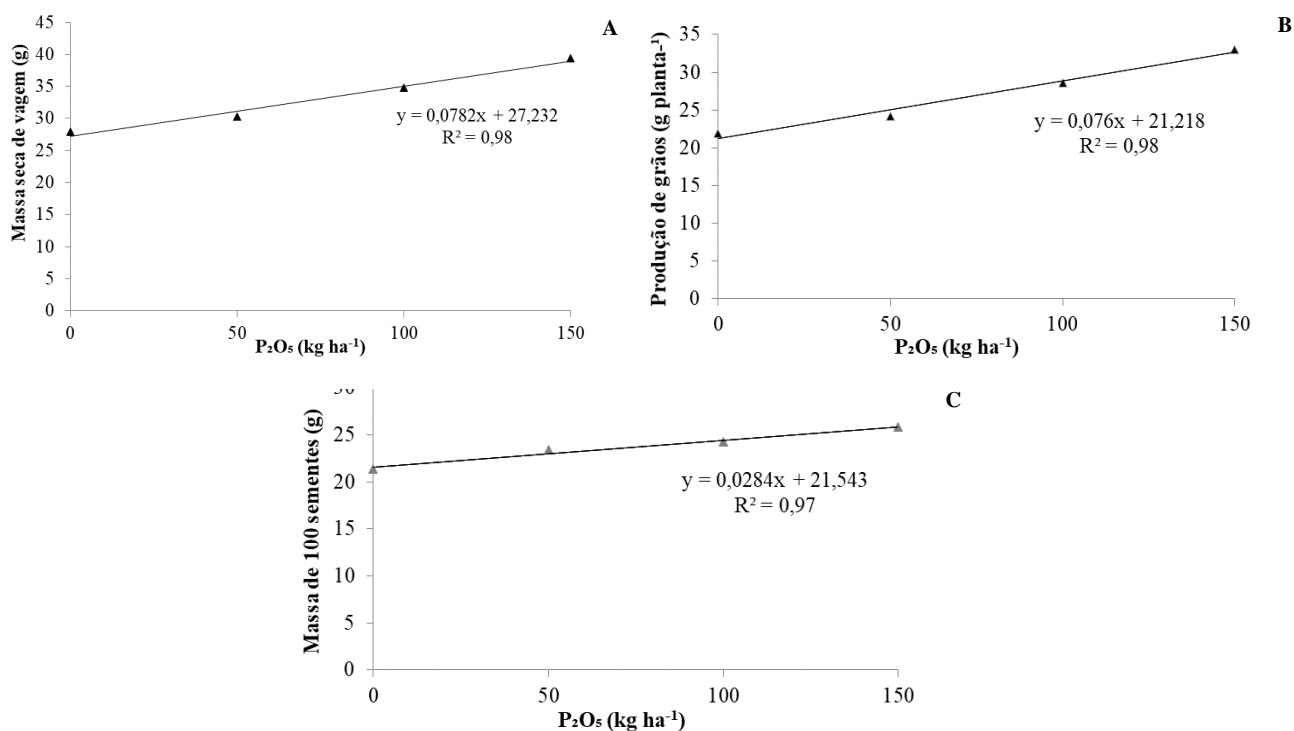 A
Massa seca de vagem (g)
45
40
35
30
25
20
15
10
5
0
y = 0,0782x + 27,232
R² = 0,98
0 50 100 150
P₂O₅ (kg ha⁻¹)
B
Produção de grãos (g planta-¹)
35
30
25
20
15
10
5
0
y = 0,076x + 21,218
R² = 0,98
0 50 100 150
P₂O₅ (kg ha⁻¹)
C
Massa de 100 sementes (g)
30
25
20
15
10
5
0
y = 0,0284x + 21,543
R² = 0,97
0 50 100 150
P₂O₅ (kg ha⁻¹)